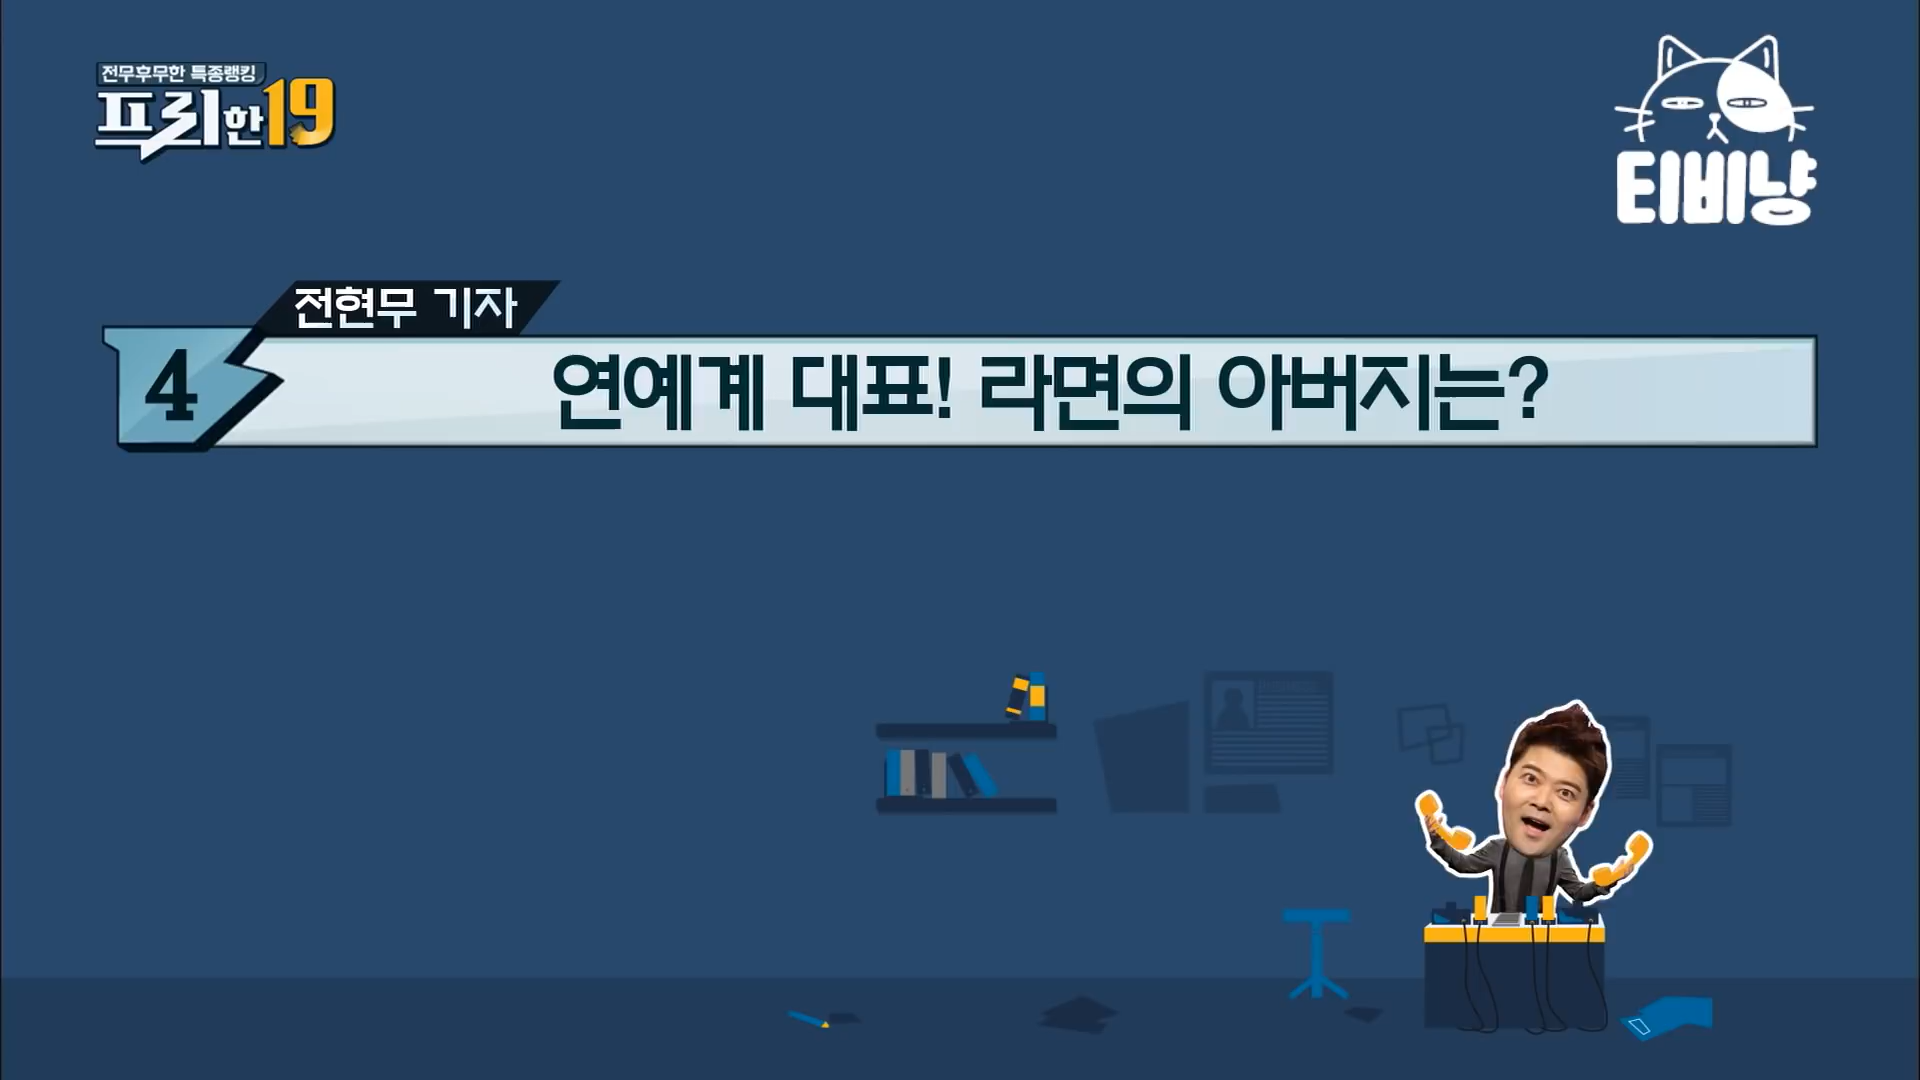 전무후무한 특종랭킹
프리한19
티비냥
전현무 기자
4
연예계 대표! 라면의 아버지는?